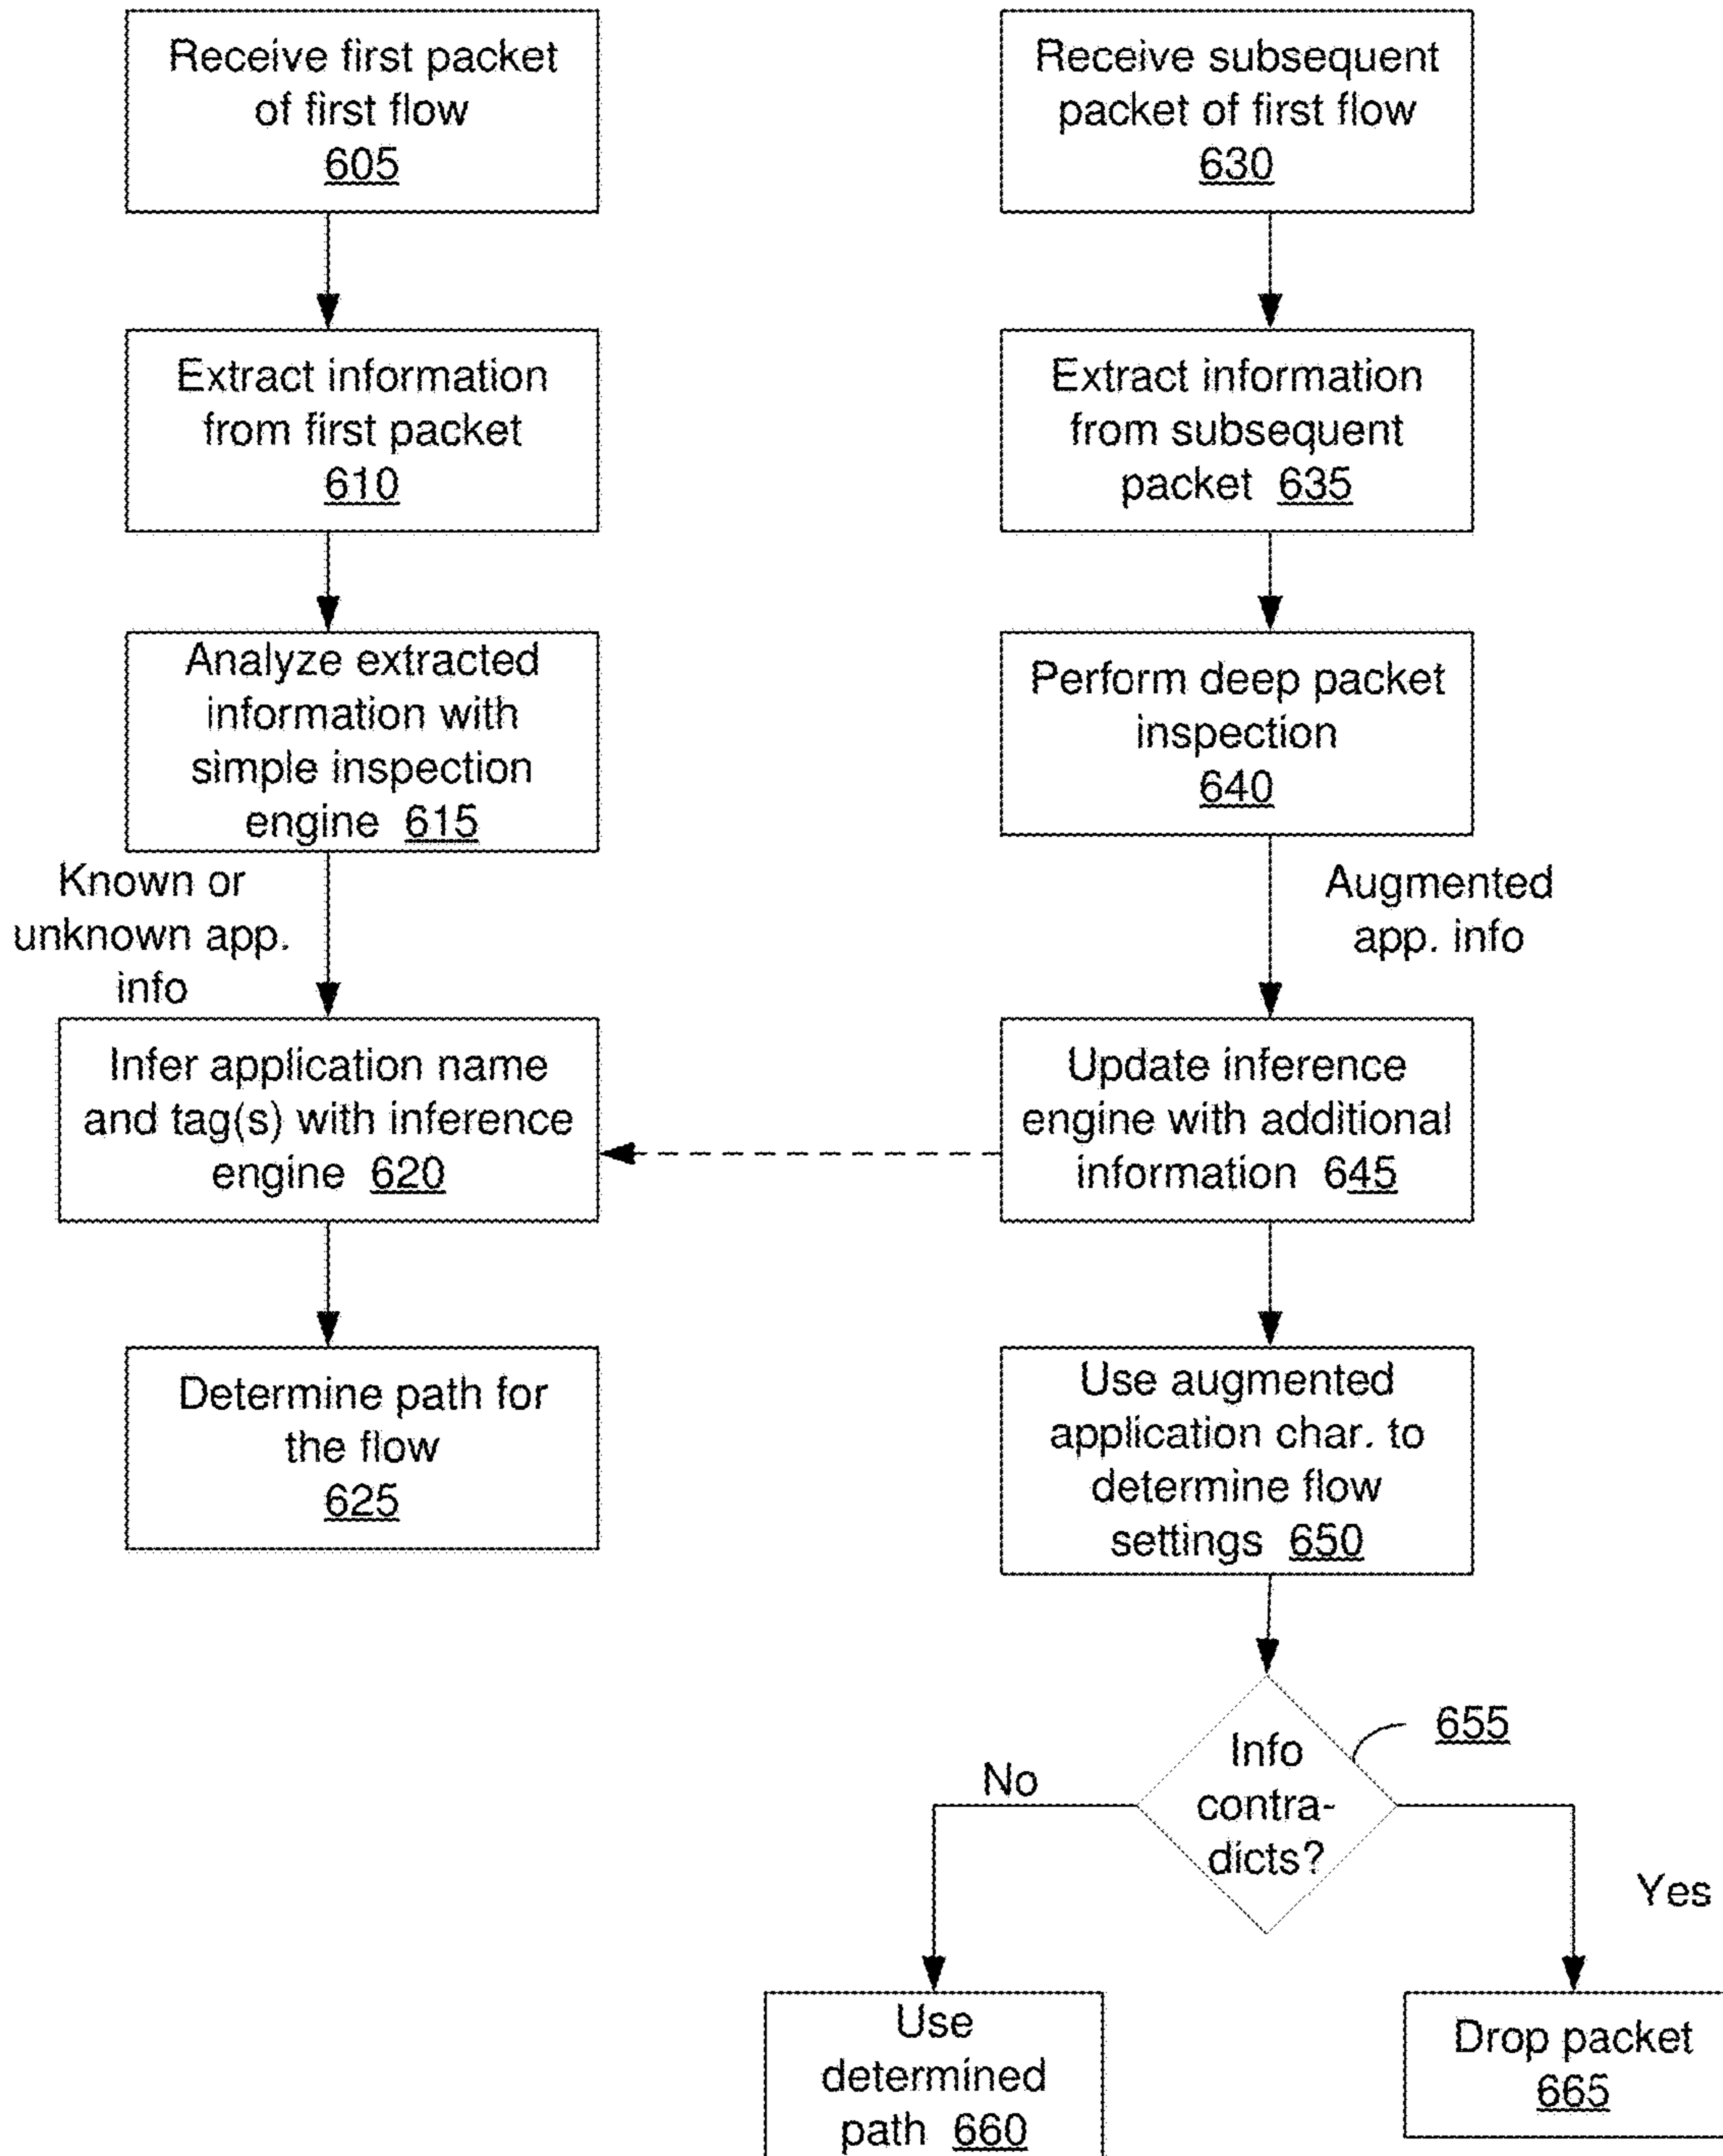 Receive first packet
of first flow
605
Extract information
from first packet
610
Analyze extracted
information with
simple inspection
engine 615
Known or
unknown app.
info
Infer application name
and tag(s) with inference
engine 620
Determine path for
the flow
625
Receive subsequent
packet of first flow
630
Extract information
from subsequent
packet 635
Perform deep packet
inspection
640
Augmented
app. info
Update inference
engine with additional
information 645
Use augmented
application char. to
determine flow
settings 650
Info
contra-
dicts?
655
No
Yes
Use
determined
path 660
Drop packet
665